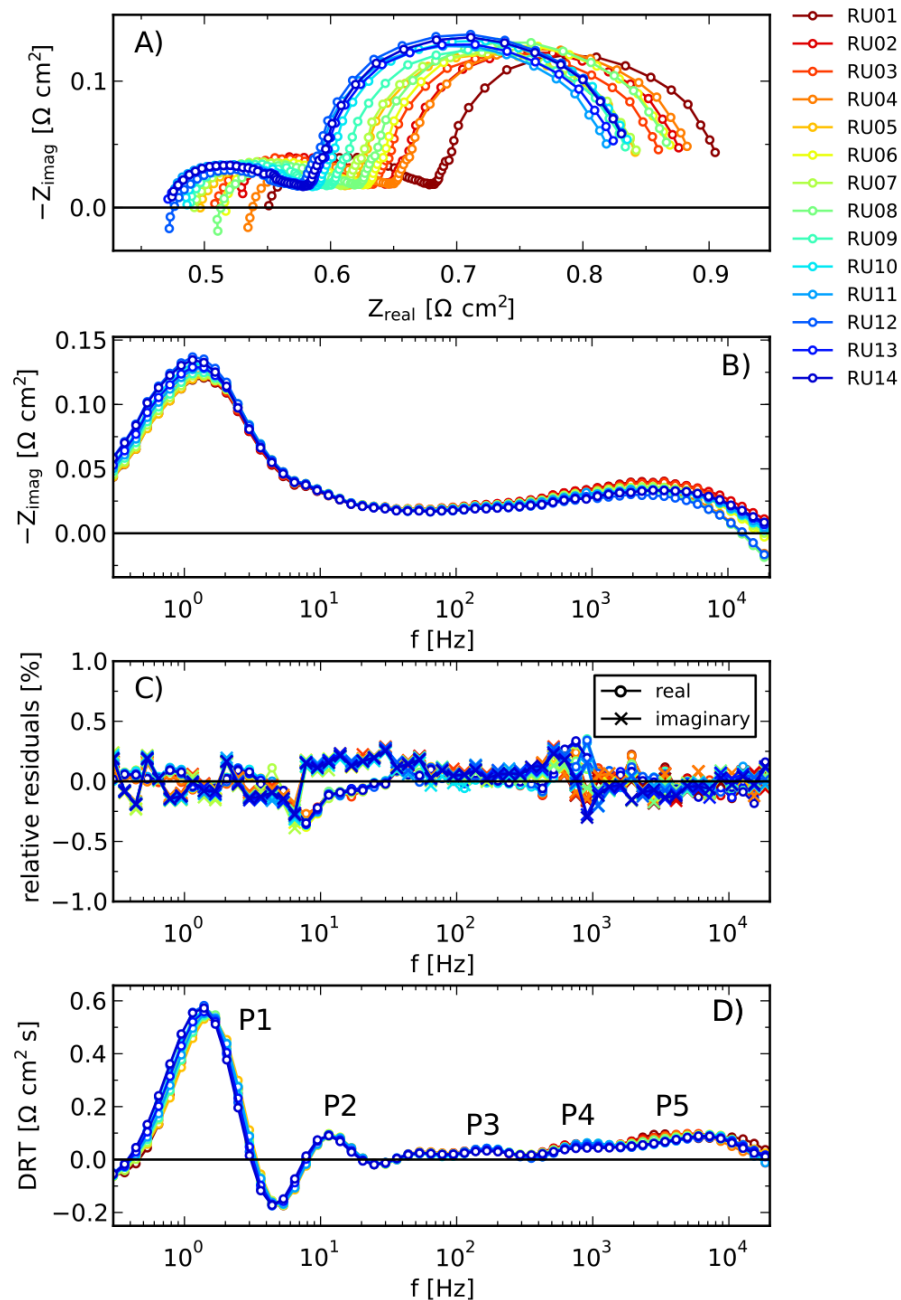 A)
−Z_imag [Ω cm²]
0.1
0.0
0.5 0.6 0.7 0.8 0.9
Z_real [Ω cm²]
RU01
RU02
RU03
RU04
RU05
RU06
RU07
RU08
RU09
RU10
RU11
RU12
RU13
RU14
B)
−Z_imag [Ω cm²]
0.15
0.10
0.05
0.00
10⁰ 10¹ 10² 10³ 10⁴
f [Hz]
C)
relative residuals [%]
real
imaginary
1.0
0.5
0.0
−0.5
−1.0
10⁰ 10¹ 10² 10³ 10⁴
f [Hz]
D)
DRT [Ω cm² s]
0.6
0.4
0.2
0.0
−0.2
P1
P2
P3
P4
P5
10⁰ 10¹ 10² 10³ 10⁴
f [Hz]